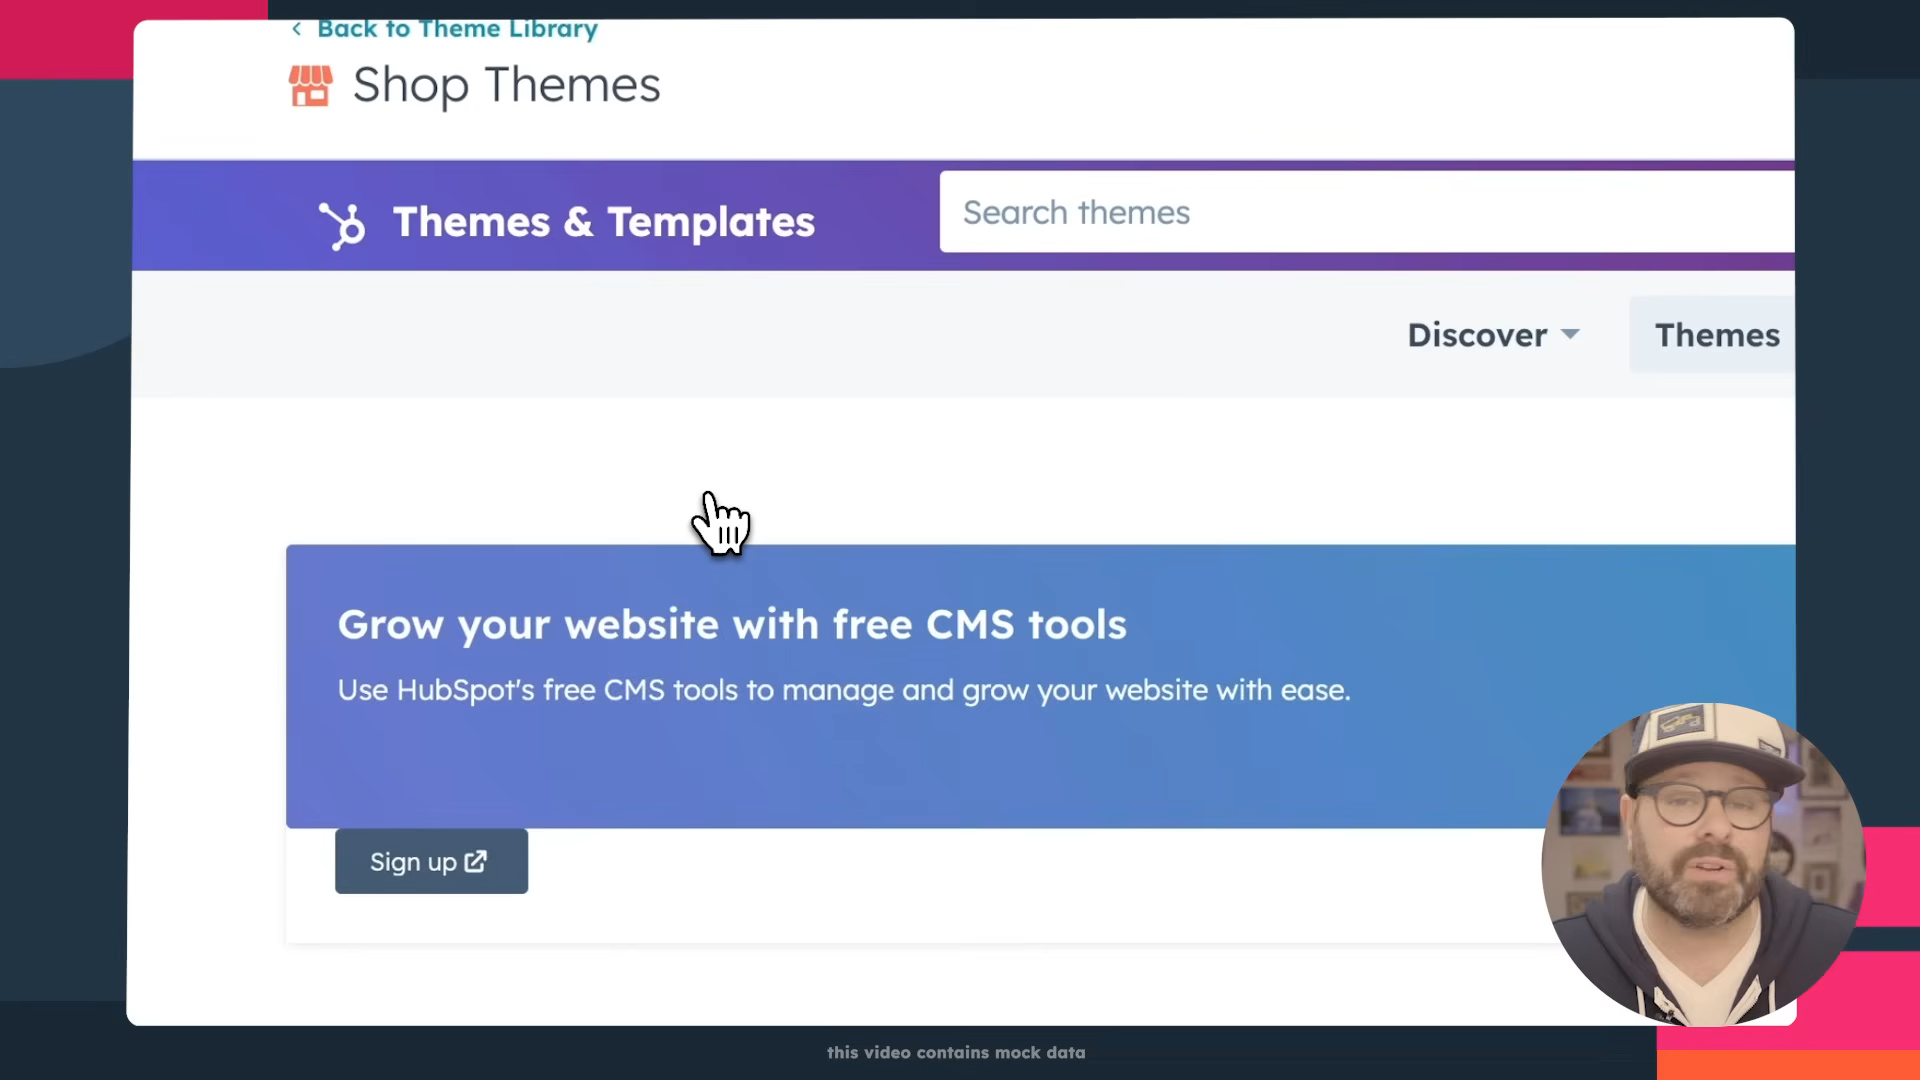 Back to Theme Library
Shop Themes
Themes & Templates
Search themes
Discover
Themes
Grow your website with free CMS tools
Use HubSpot's free CMS tools to manage and grow your website with ease.
Sign up
this video contains mock data